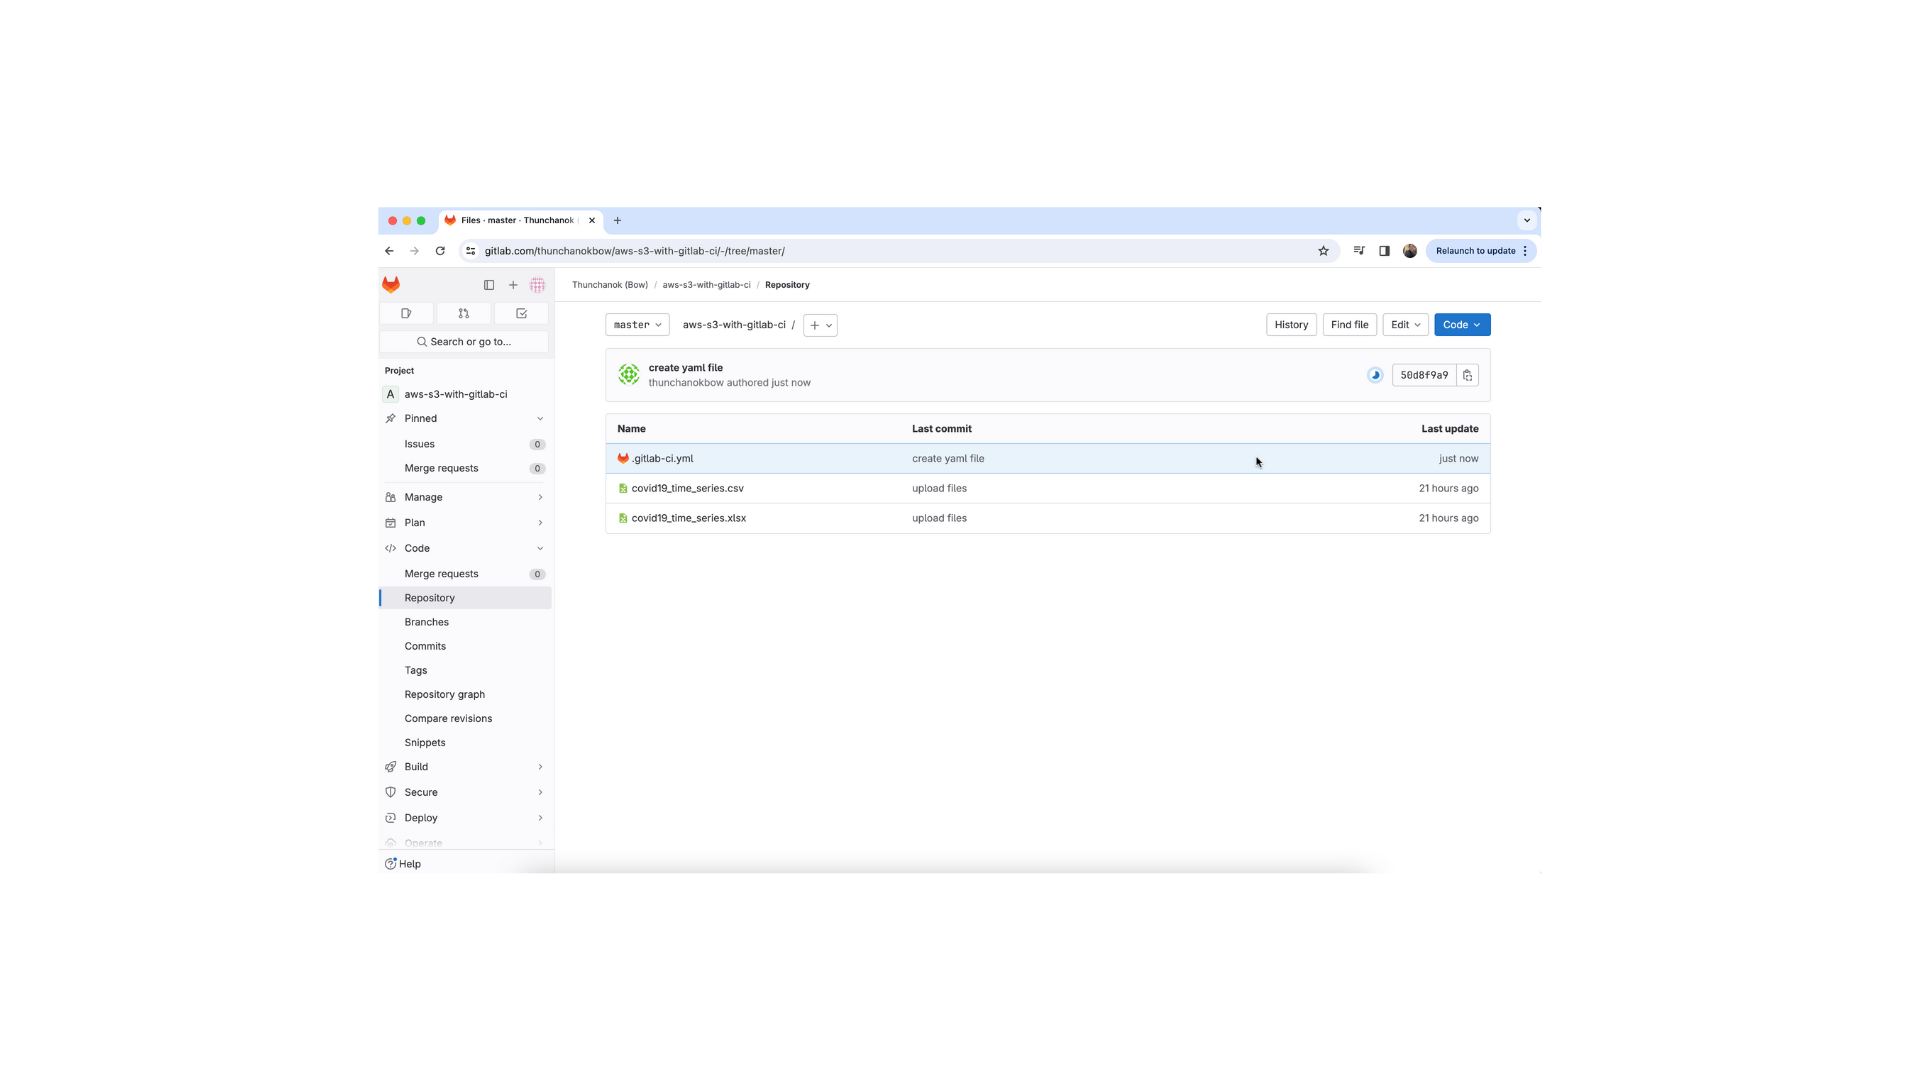 Files · master · Thunchanok
gitlab.com/thunchanokbow/aws-s3-with-gitlab-ci/-/tree/master/
Relaunch to update
Thunchanok (Bow) / aws-s3-with-gitlab-ci / Repository
Search or go to...
Project
A aws-s3-with-gitlab-ci
Pinned
Issues 0
Merge requests 0
Manage
Plan
Code
Merge requests 0
Repository
Branches
Commits
Tags
Repository graph
Compare revisions
Snippets
Build
Secure
Deploy
Operate
Help
master aws-s3-with-gitlab-ci / + History Find file Edit Code
create yaml file
thunchanokbow authored just now
50d8f9a9
Name Last commit Last update
.gitlab-ci.yml create yaml file just now
covid19_time_series.csv upload files 21 hours ago
covid19_time_series.xlsx upload files 21 hours ago